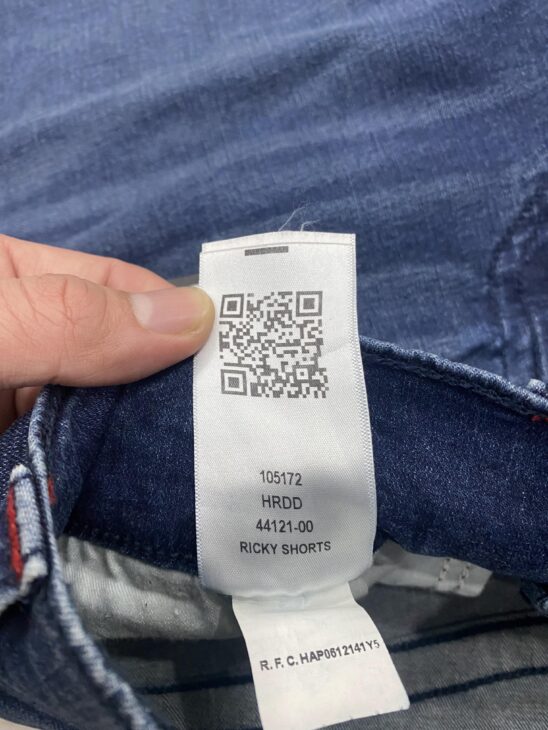 105172
HRDD
44121-00
RICKY SHORTS
R.F.C.HAP0612141Y5